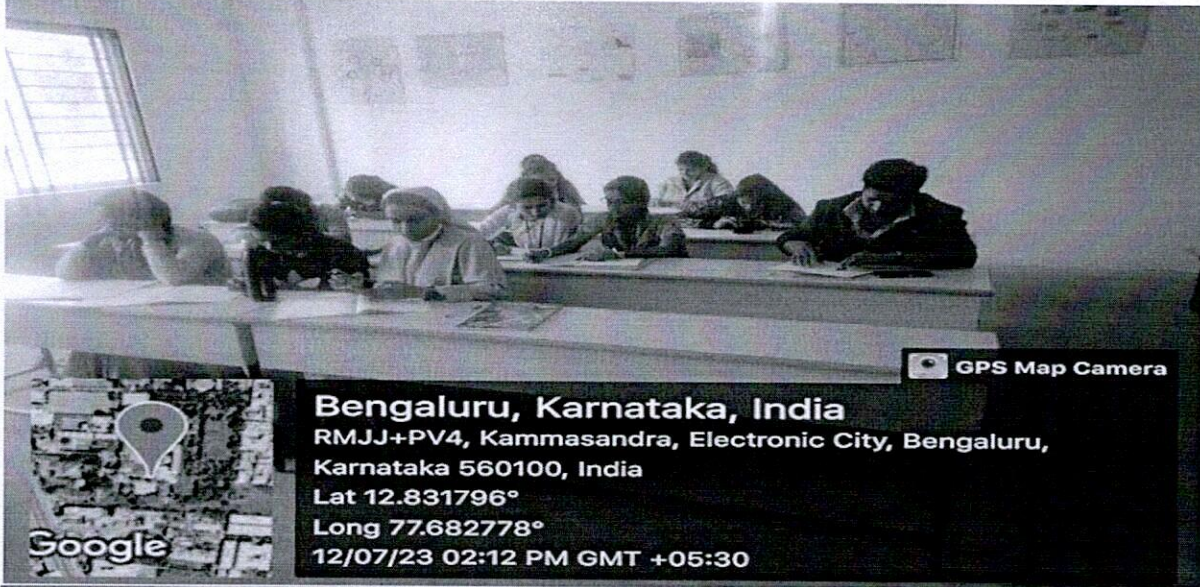 GPS Map Camera
Bengaluru, Karnataka, India
RMJJ+PV4, Kammasandra, Electronic City, Bengaluru,
Karnataka 560100, India
Lat 12.831796°
Long 77.682778°
12/07/23 02:12 PM GMT +05:30
Google